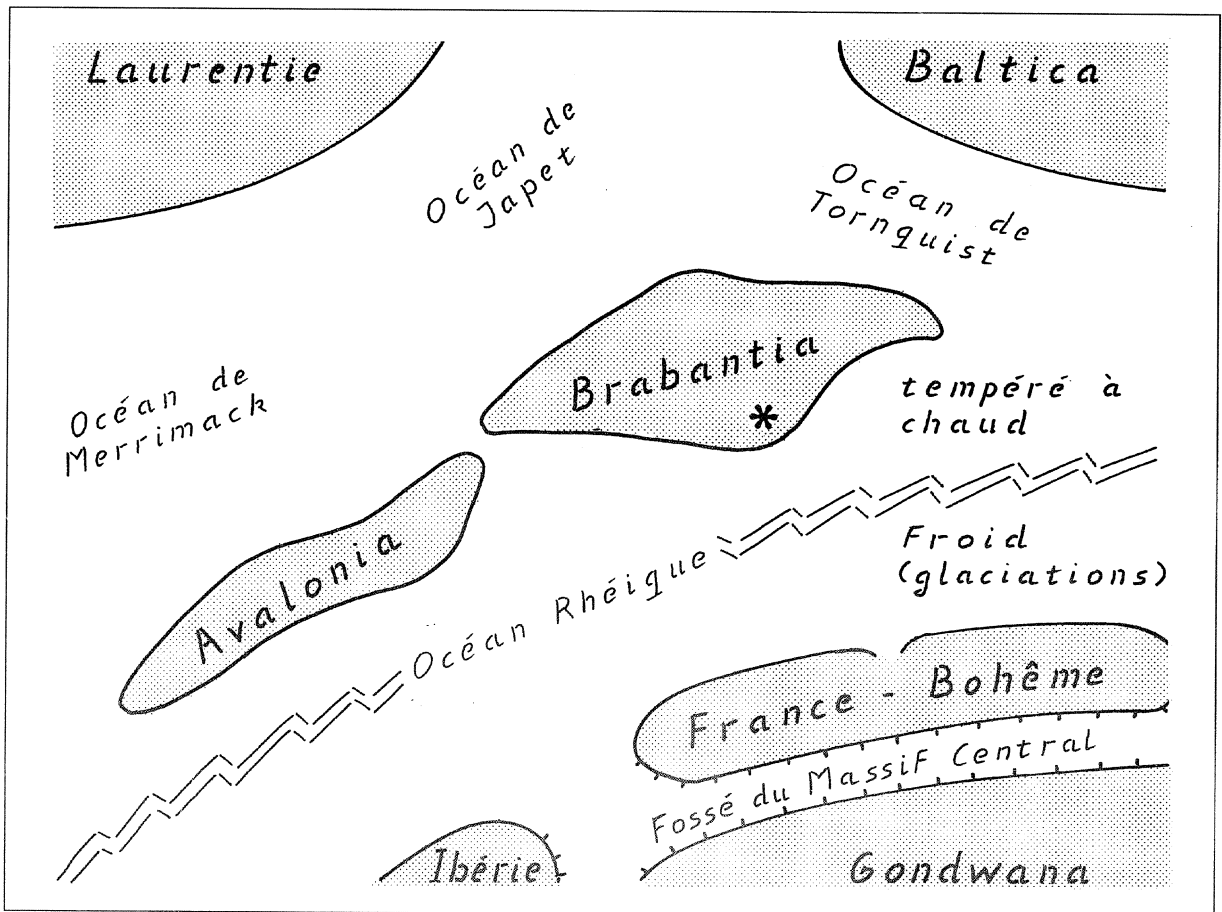 Laurentie
Baltica
Océan de
Japet
Océan de
Tornquist
Brabantia
*
Océan de
Merrimack
tempéré à
chaud
Avalonia
Océan Rhéique
Froid
(glaciations)
France - Bohême
Fossé du Massif Central
Ibérie
Gondwana